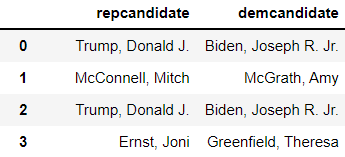 repcandidate demcandidate
0 Trump, Donald J. Biden, Joseph R. Jr.
1 McConnell, Mitch McGrath, Amy
2 Trump, Donald J. Biden, Joseph R. Jr.
3 Ernst, Joni Greenfield, Theresa